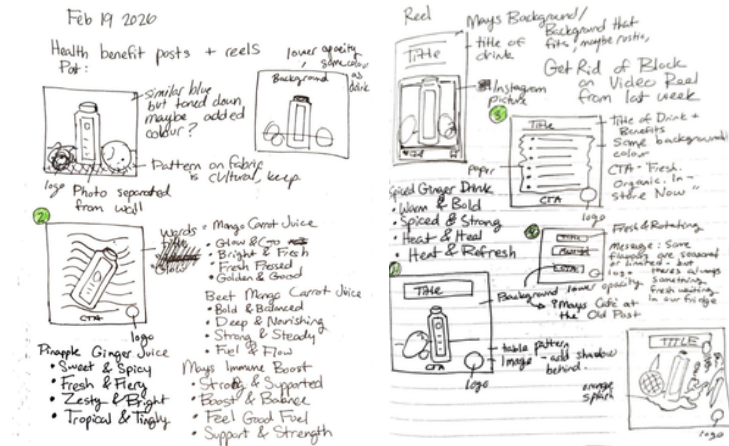 Feb 19 2026
Health benefit posts + reels
Post:
lower opacity
same colour
as
drink
Background
similar blue
but toned down
maybe added
colour?
Pattern on fabric
is cultural, keep.
logo
Photo separated
from wall
2
Words
Title
Glow
CTA
logo
Mango Carrot Juice
• Glow & Go
• Bright & Fresh
• Fresh Pressed
• Golden & Good
Beet Mango Carrot Juice
• Bold & Balanced
• Deep & Nourishing
• Strong & Steady
• Fuel & Flow
Pinapple Ginger Juice
• Sweet & Spicy
• Fresh & Fiery
• Zesty & Bright
• Tropical & Tingly
Mays Immune Boost
• Strong & Supported
• Boost & Balance
• Feel Good Fuel
• Support & Strength
Reel
Mays Background/
Background that
fits / maybe rustic,
Title
title of
drink
Get Rid of Block
on Video Reel
from last week
Instagram
picture
3
Title
Title of Drink +
Benefits
Same background
colour
CTA - Fresh.
Organic. In-
store Now"
paper
CTA
logo
Spiced Ginger Drink
• Warm & Bold
• Spiced & Strong
• Heat & Heal
• Heat & Refresh
Title
CTA
logo
Fresh & Rotating
Message: Some
flavours are seasonal
or limited - but
theres always
something
fresh waiting
in our fridge
Title
Background lower opacity
Mays Cafe at
the Old Post
table pattern
Image - add shadow
behind.
CTA
logo
TITLE
orange
splash
logo